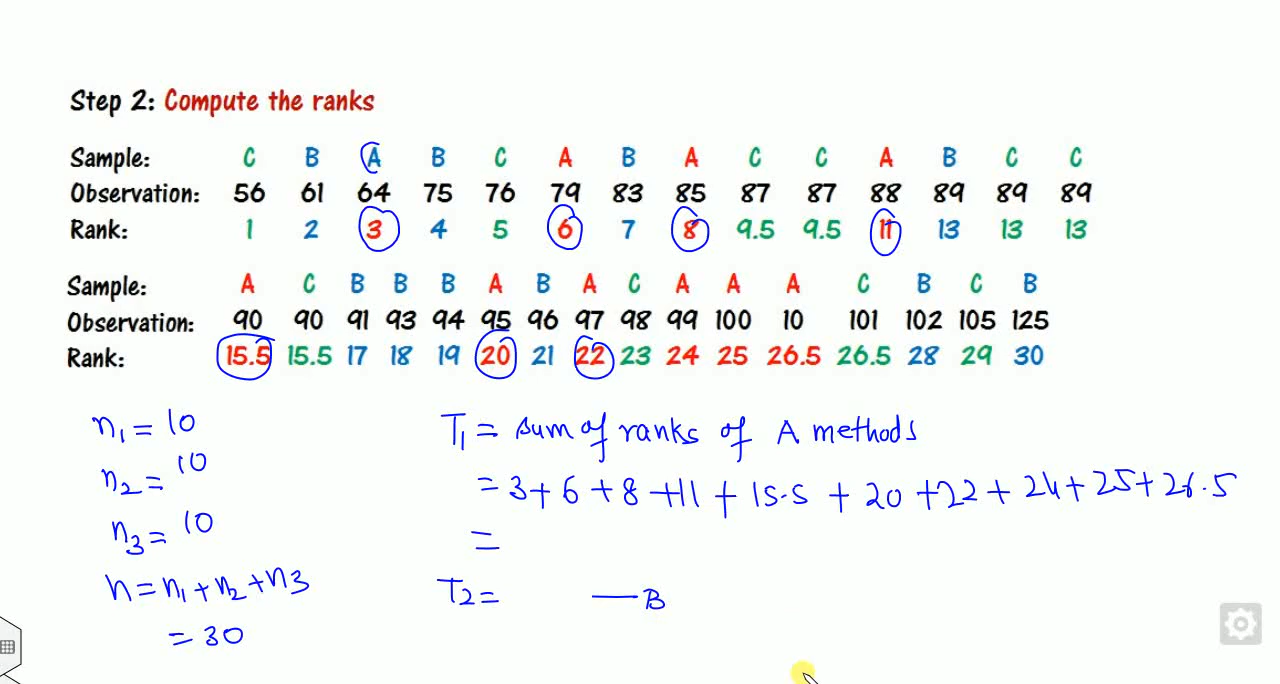 Step 2: Compute the ranks
Sample: C B A B C A B A C C A B C C
Observation: 56 61 64 75 76 79 83 85 87 87 88 89 89 89
Rank: 1 2 3 4 5 6 7 8 9.5 9.5 11 13 13 13
Sample: A C B B B A B A C A A A C B C B
Observation: 90 90 91 93 94 95 96 97 98 99 100 10 101 102 105 125
Rank: 15.5 15.5 17 18 19 20 21 22 23 24 25 26.5 26.5 28 29 30
n₁ = 10
n₂ = 10
n₃ = 10
n = n₁ + n₂ + n3
= 30
T₁ = sum of ranks of A methods
= 3 + 6 + 8 + 11 + 15.5 + 20 + 22 + 24 + 25 + 26.5
=
T₂ = — B